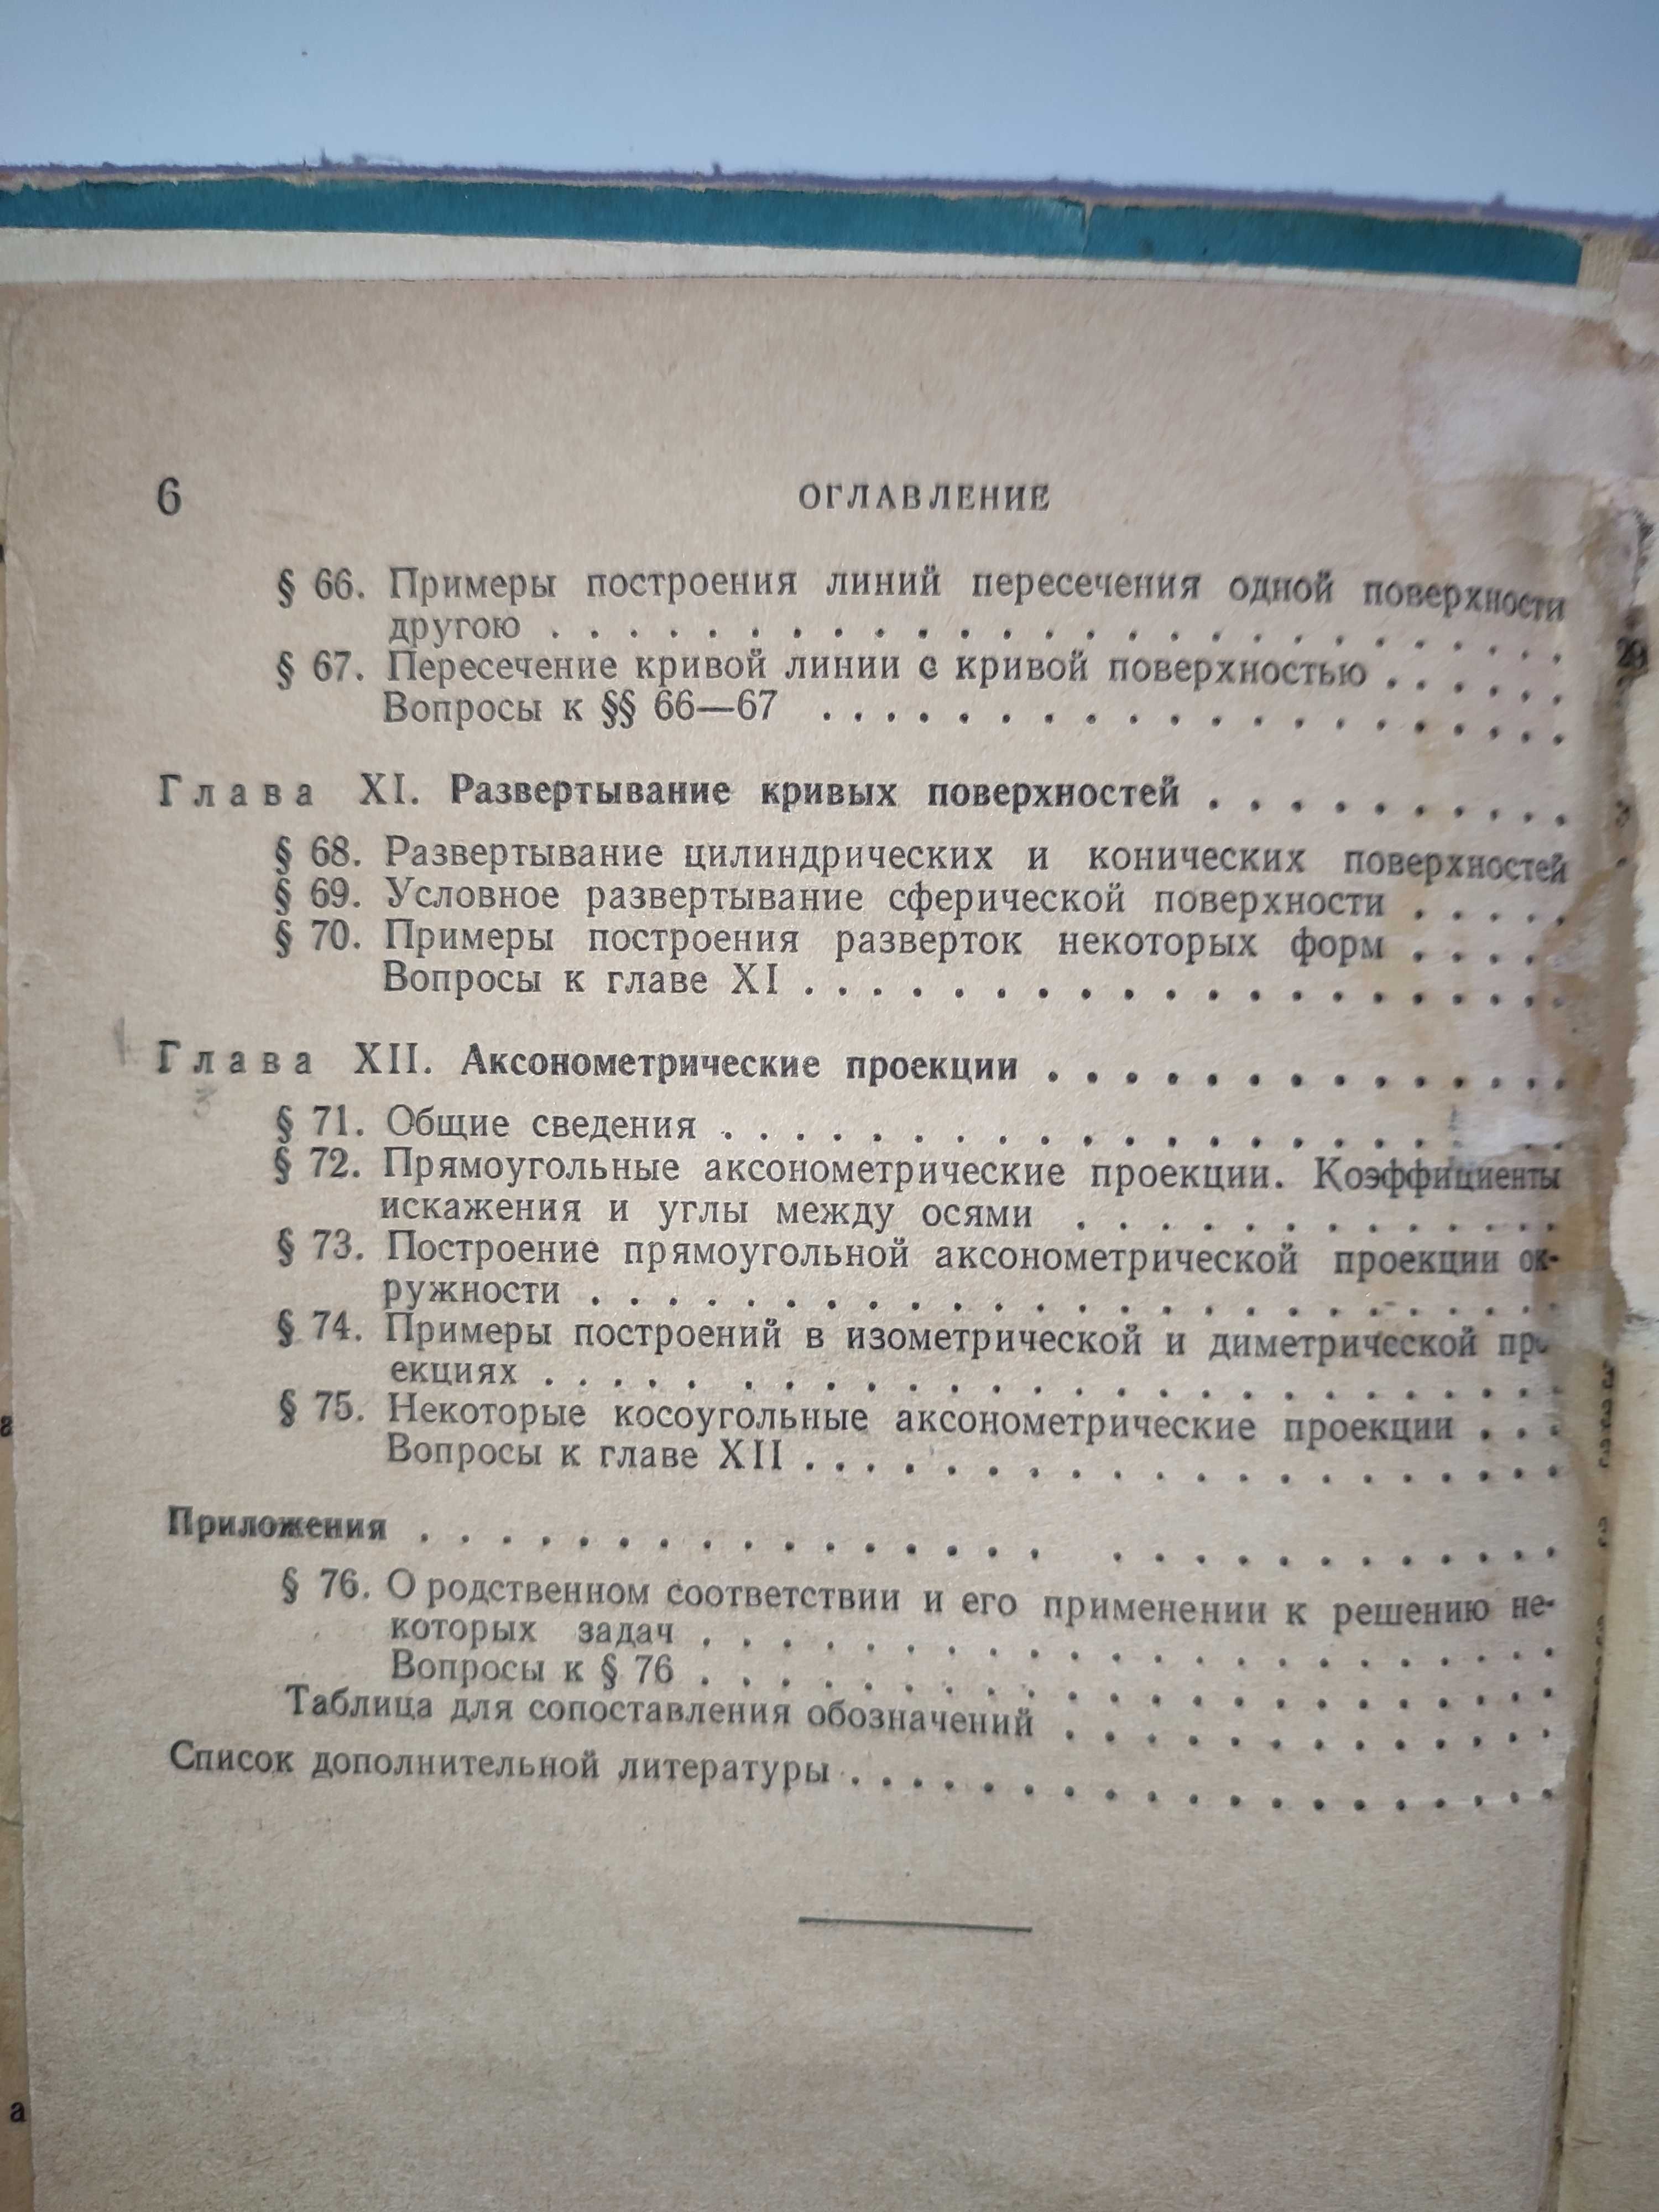 6 ОГЛАВЛЕНИЕ
§ 66. Примеры построения линий пересечения одной поверхности
другою . . . . . . . . . . . . . . . . . . . . . . . . .
§ 67. Пересечение кривой линии с кривой поверхностью . . . . . .
Вопросы к §§ 66—67 . . . . . . . . . . . . . . . . . . .
Глава XI. Развертывание кривых поверхностей . . . . . . . . . .
§ 68. Развертывание цилиндрических и конических поверхностей
§ 69. Условное развертывание сферической поверхности . . . . .
§ 70. Примеры построения разверток некоторых форм . . . . .
Вопросы к главе XI . . . . . . . . . . . . . . . . . . .
Глава XII. Аксонометрические проекции . . . . . . . . . . . . . .
§ 71. Общие сведения . . . . . . . . . . . . . . . . . . . .
§ 72. Прямоугольные аксонометрические проекции. Коэффициенты
искажения и углы между осями . . . . . . . . . . . .
§ 73. Построение прямоугольной аксонометрической проекции ок-
ружности . . . . . . . . . . . . . . . . . . . . . . . .
§ 74. Примеры построений в изометрической и диметрической про-
екциях . . . . . . . . . . . . . . . . . . . . . . . . .
§ 75. Некоторые косоугольные аксонометрические проекции . . .
Вопросы к главе XII . . . . . . . . . . . . . . . . . . .
Приложения . . . . . . . . . . . . . . . . . . . . . . . . . . .
§ 76. О родственном соответствии и его применении к решению не-
которых задач . . . . . . . . . . . . . . . . . . . . .
Вопросы к § 76 . . . . . . . . . . . . . . . . . . . . .
Таблица для сопоставления обозначений . . . . . . . . . . . .
Список дополнительной литературы . . . . . . . . . . . . . . . . .